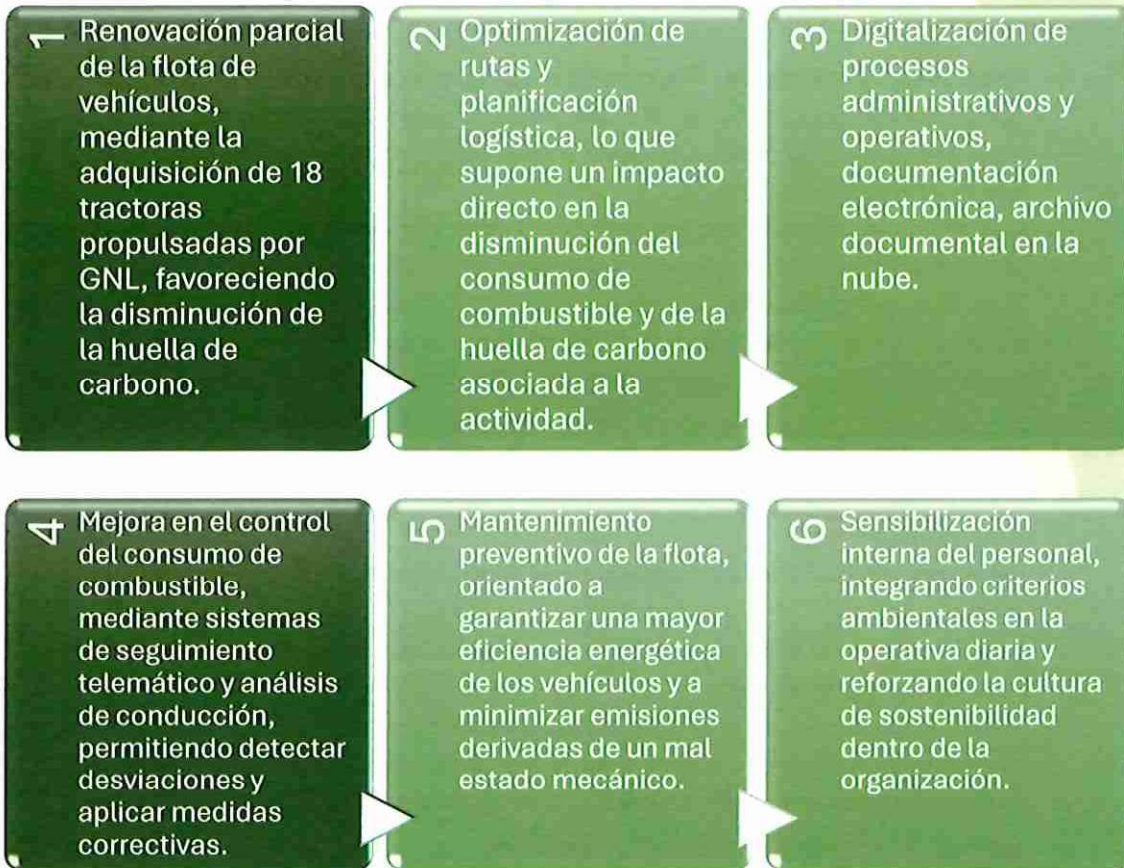 1
Renovación parcial
de la flota de
vehículos,
mediante la
adquisición de 18
tractoras
propulsadas por
GNL, favoreciendo
la disminución de
la huella de
carbono.
2
Optimización de
rutas y
planificación
logística, lo que
supone un impacto
directo en la
disminución del
consumo de
combustible y de la
huella de carbono
asociada a la
actividad.
3
Digitalización de
procesos
administrativos y
operativos,
documentación
electrónica, archivo
documental en la
nube.
4
Mejora en el control
del consumo de
combustible,
mediante sistemas
de seguimiento
telemático y análisis
de conducción,
permitiendo detectar
desviaciones y
aplicar medidas
correctivas.
5
Mantenimiento
preventivo de la flota,
orientado a
garantizar una mayor
eficiencia energética
de los vehículos y a
minimizar emisiones
derivadas de un mal
estado mecánico.
6
Sensibilización
interna del personal,
integrando criterios
ambientales en la
operativa diaria y
reforzando la cultura
de sostenibilidad
dentro de la
organización.